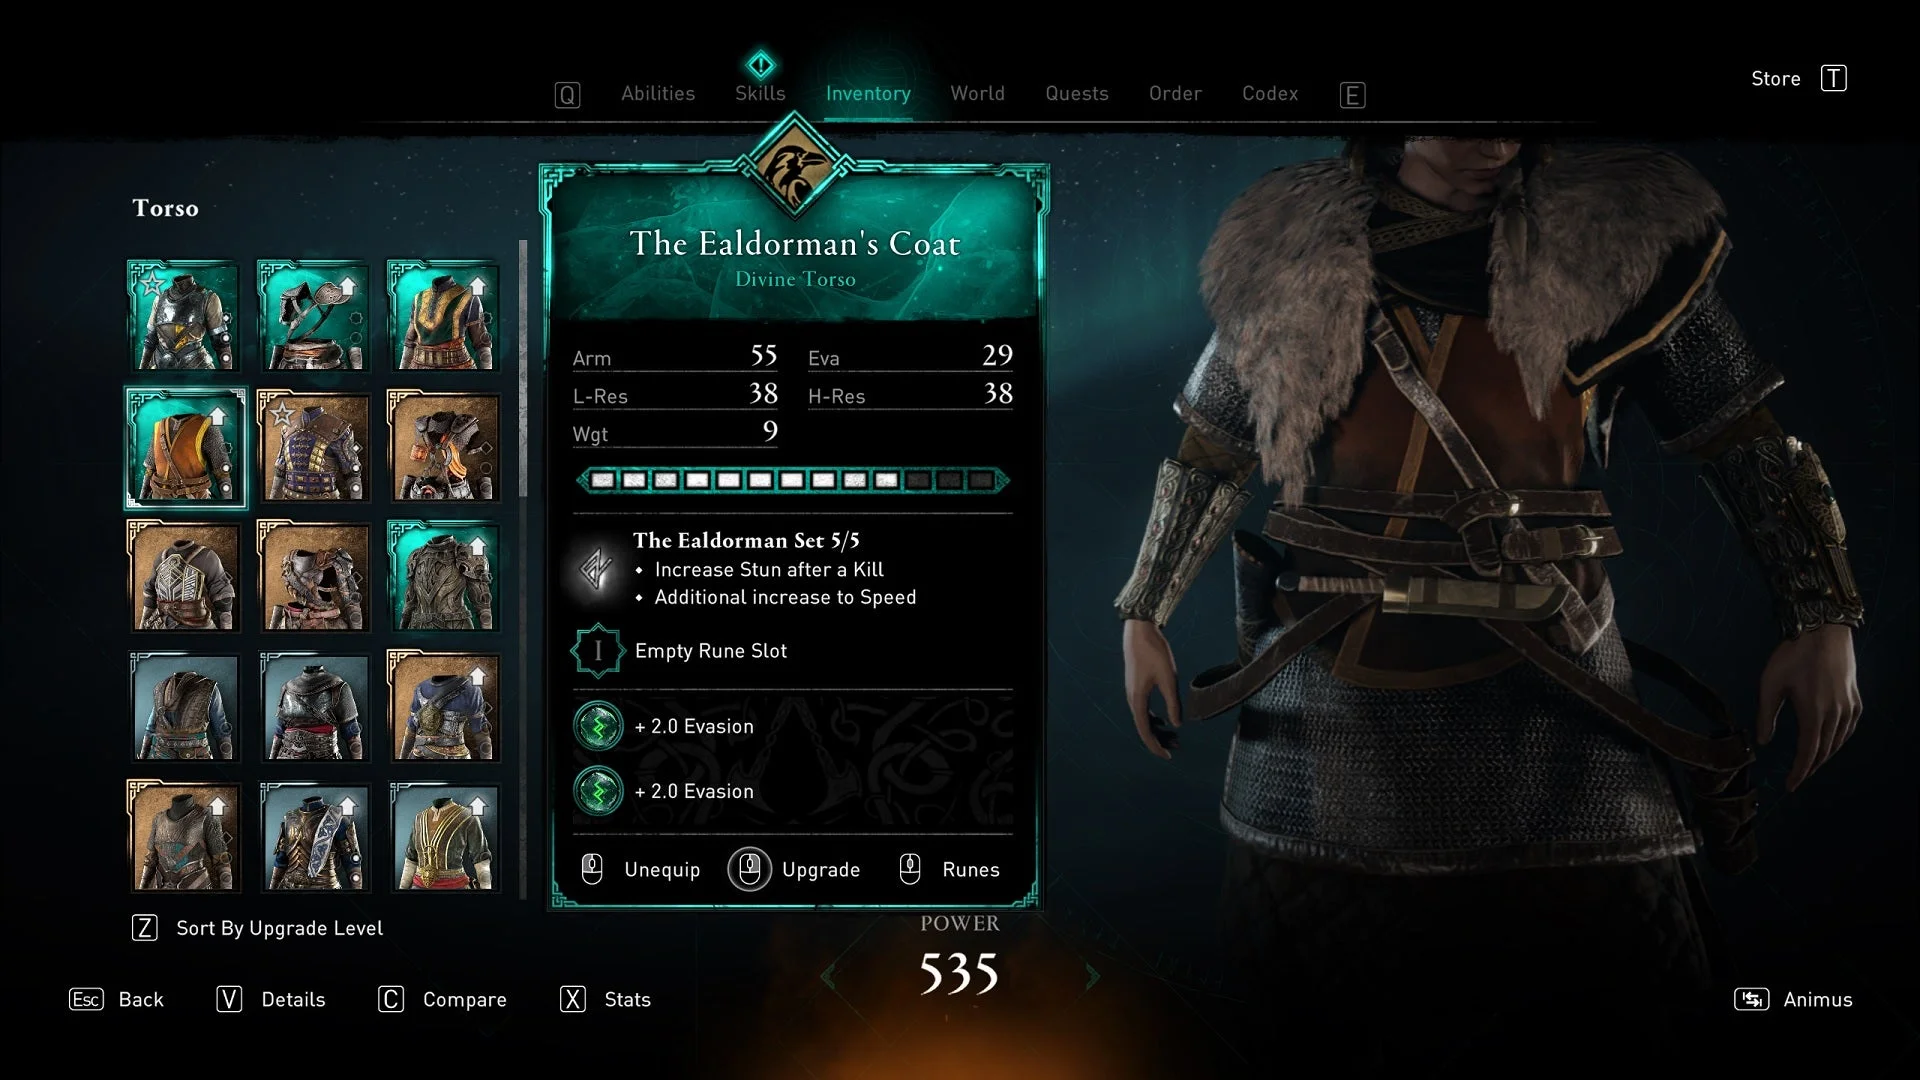 Q Abilities Skills Inventory World Quests Order Codex E
Store T
Torso
The Ealdorman's Coat
Divine Torso
Arm 55 Eva 29
L-Res 38 H-Res 38
Wgt 9
The Ealdorman Set 5/5
Increase Stun after a Kill
Additional increase to Speed
I Empty Rune Slot
+ 2.0 Evasion
+ 2.0 Evasion
Unequip Upgrade Runes
Z Sort By Upgrade Level
POWER
535
Esc Back V Details C Compare X Stats
Animus